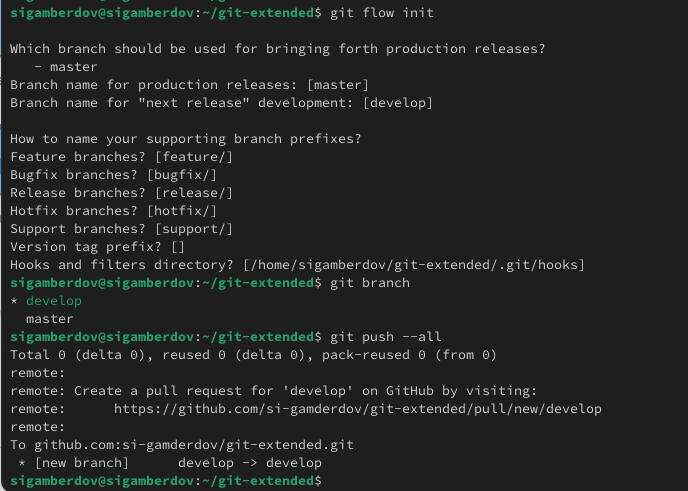 sigamberdov@sigamberdov:~/git-extended$ git flow init

Which branch should be used for bringing forth production releases?
   - master
Branch name for production releases: [master]
Branch name for "next release" development: [develop]

How to name your supporting branch prefixes?
Feature branches? [feature/]
Bugfix branches? [bugfix/]
Release branches? [release/]
Hotfix branches? [hotfix/]
Support branches? [support/]
Version tag prefix? []
Hooks and filters directory? [/home/sigamberdov/git-extended/.git/hooks]
sigamberdov@sigamberdov:~/git-extended$ git branch
* develop
  master
sigamberdov@sigamberdov:~/git-extended$ git push --all
Total 0 (delta 0), reused 0 (delta 0), pack-reused 0 (from 0)
remote:
remote: Create a pull request for 'develop' on GitHub by visiting:
remote:      https://github.com/si-gamderdov/git-extended/pull/new/develop
remote:
To github.com:si-gamderdov/git-extended.git
 * [new branch]      develop -> develop
sigamberdov@sigamberdov:~/git-extended$